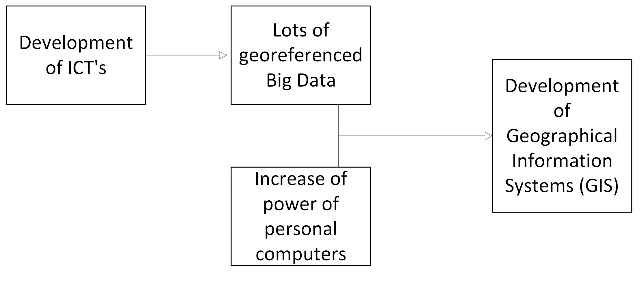 Development
of ICT's
Lots of
georeferenced
Big Data
Development
of
Geographical
Information
Systems (GIS)
Increase of
power of
personal
computers